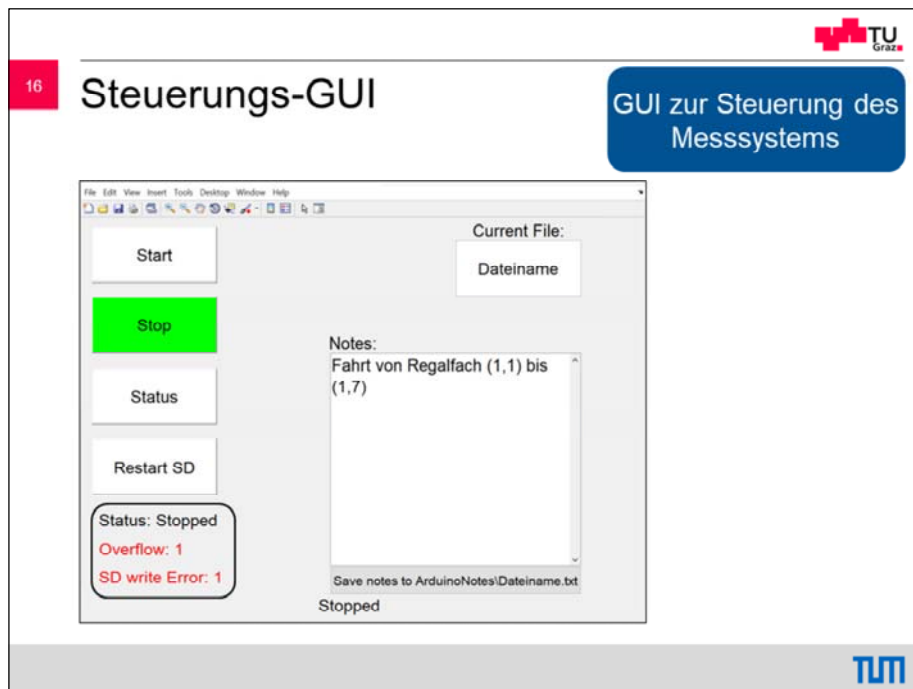 TU
Graz
16
Steuerungs-GUI
GUI zur Steuerung des
Messsystems
File Edit View Insert Tools Desktop Window Help
Start
Current File:
Dateiname
Stop
Notes:
Fahrt von Regalfach (1,1) bis
(1,7)
Status
Restart SD
Status: Stopped
Overflow: 1
SD write Error: 1
Save notes to ArduinoNotes\Dateiname.txt
Stopped
TUM